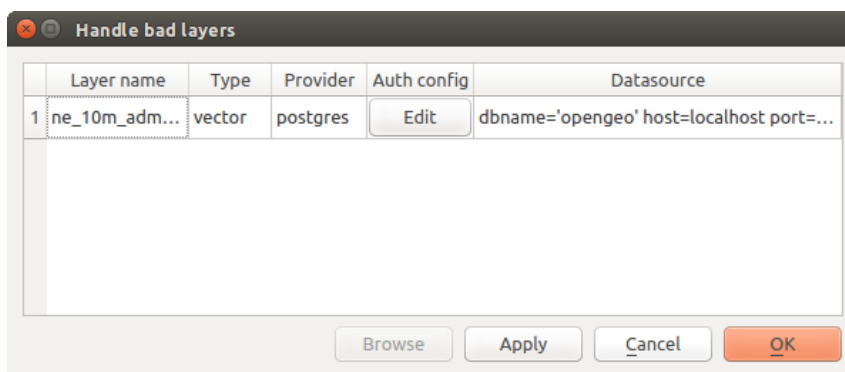 Handle bad layers
Layer name Type Provider Auth config Datasource
1 ne_10m_adm... vector postgres Edit dbname='opengeo' host=localhost port=...
Browse Apply Cancel OK